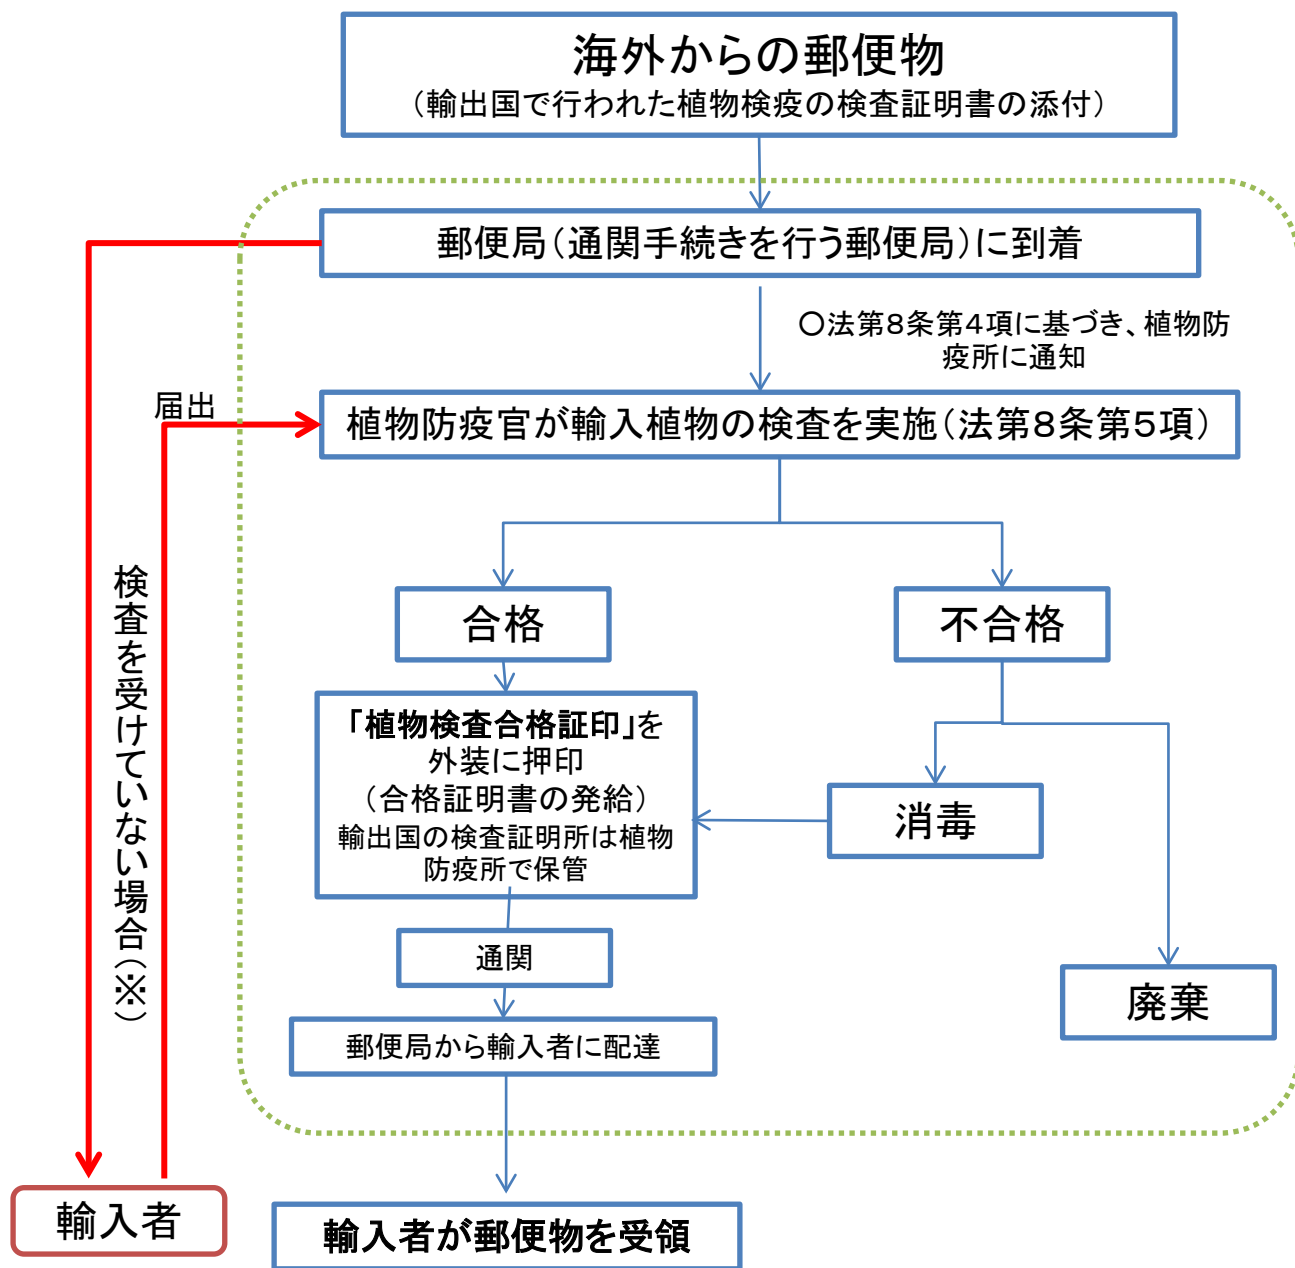 海外からの郵便物
（輸出国で行われた植物検疫の検査証明書の添付）
郵便局（通関手続きを行う郵便局）に到着
〇法第８条第４項に基づき、植物防
疫所に通知
届出
植物防疫官が輸入植物の検査を実施（法第８条第５項）
検査を受けていない場合（※）
合格
不合格
「植物検査合格証印」を
外装に押印
（合格証明書の発給）
輸出国の検査証明所は植物
防疫所で保管
消毒
通関
廃棄
郵便局から輸入者に配達
輸入者
輸入者が郵便物を受領